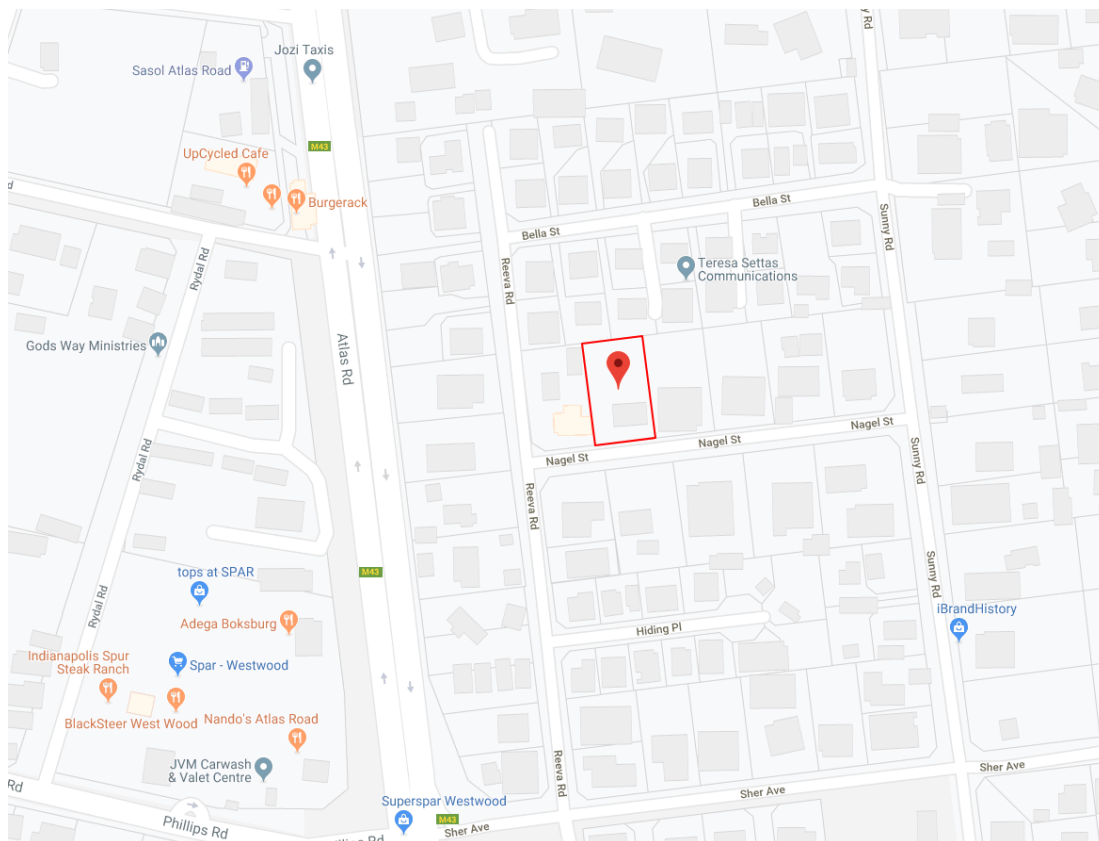 Jozi Taxis
Sasol Atlas Road
M43
UpCycled Cafe
Burgerack
Bella St
Bella St
Sunny Rd
Rydal Rd
Reeva Rd
Teresa Settas
Communications
Gods Way Ministries
Atlas Rd
Rydal Rd
Nagel St
Nagel St
Nagel St
Sunny Rd
Reeva Rd
M43
tops at SPAR
Sunny Rd
Rydal Rd
Adega Boksburg
iBrandHistory
Hiding Pl
Indianapolis Spur
Steak Ranch
Spar - Westwood
BlackSteer West Wood
Nando's Atlas Road
JVM Carwash
& Valet Centre
Reeva Rd
Sher Ave
Rd
Sher Ave
Superspar Westwood
M43
Phillips Rd
Sher Ave